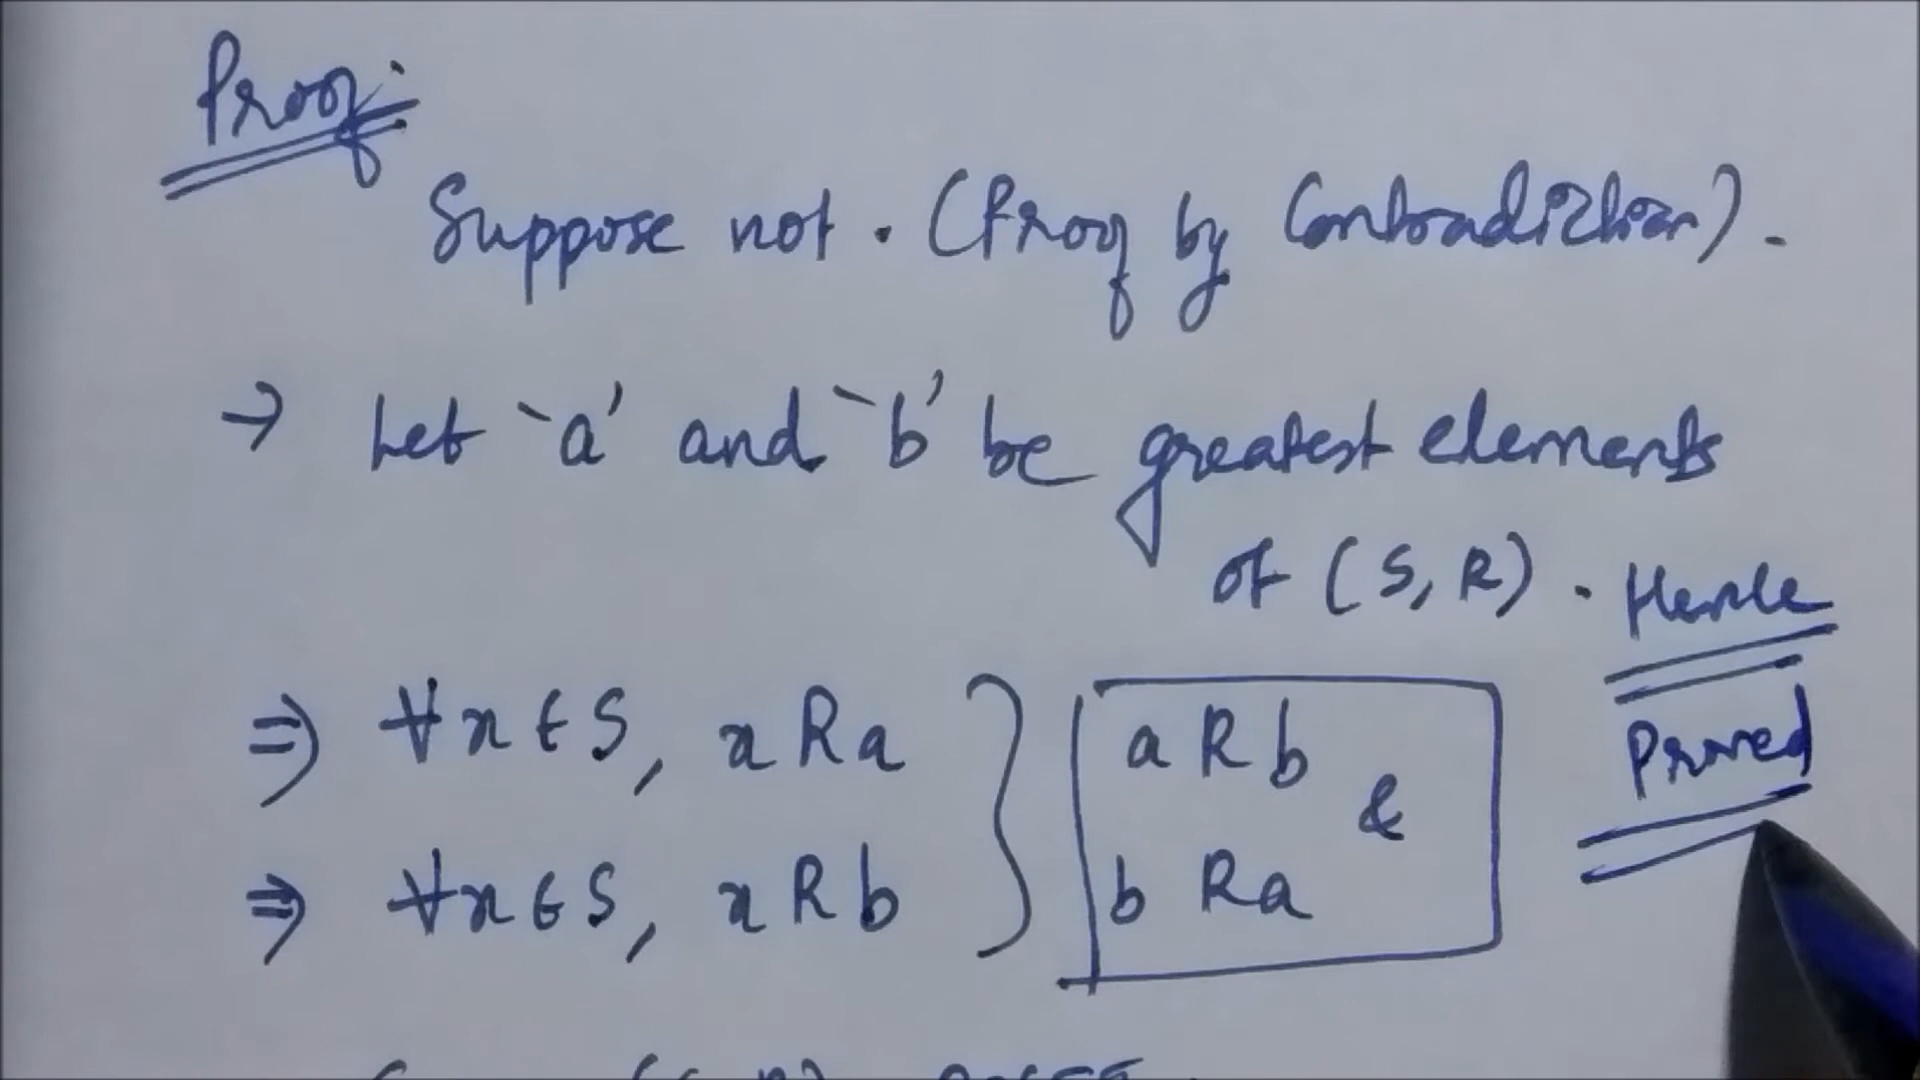 Proof:
Suppose not. (Proof by Contradiction).
→ Let `a' and `b' be greatest elements
of (S, R).
Hence
Proved
⇒ ∀x∈S, xRa
⇒ ∀x∈S, xRb
aRb &
bRa